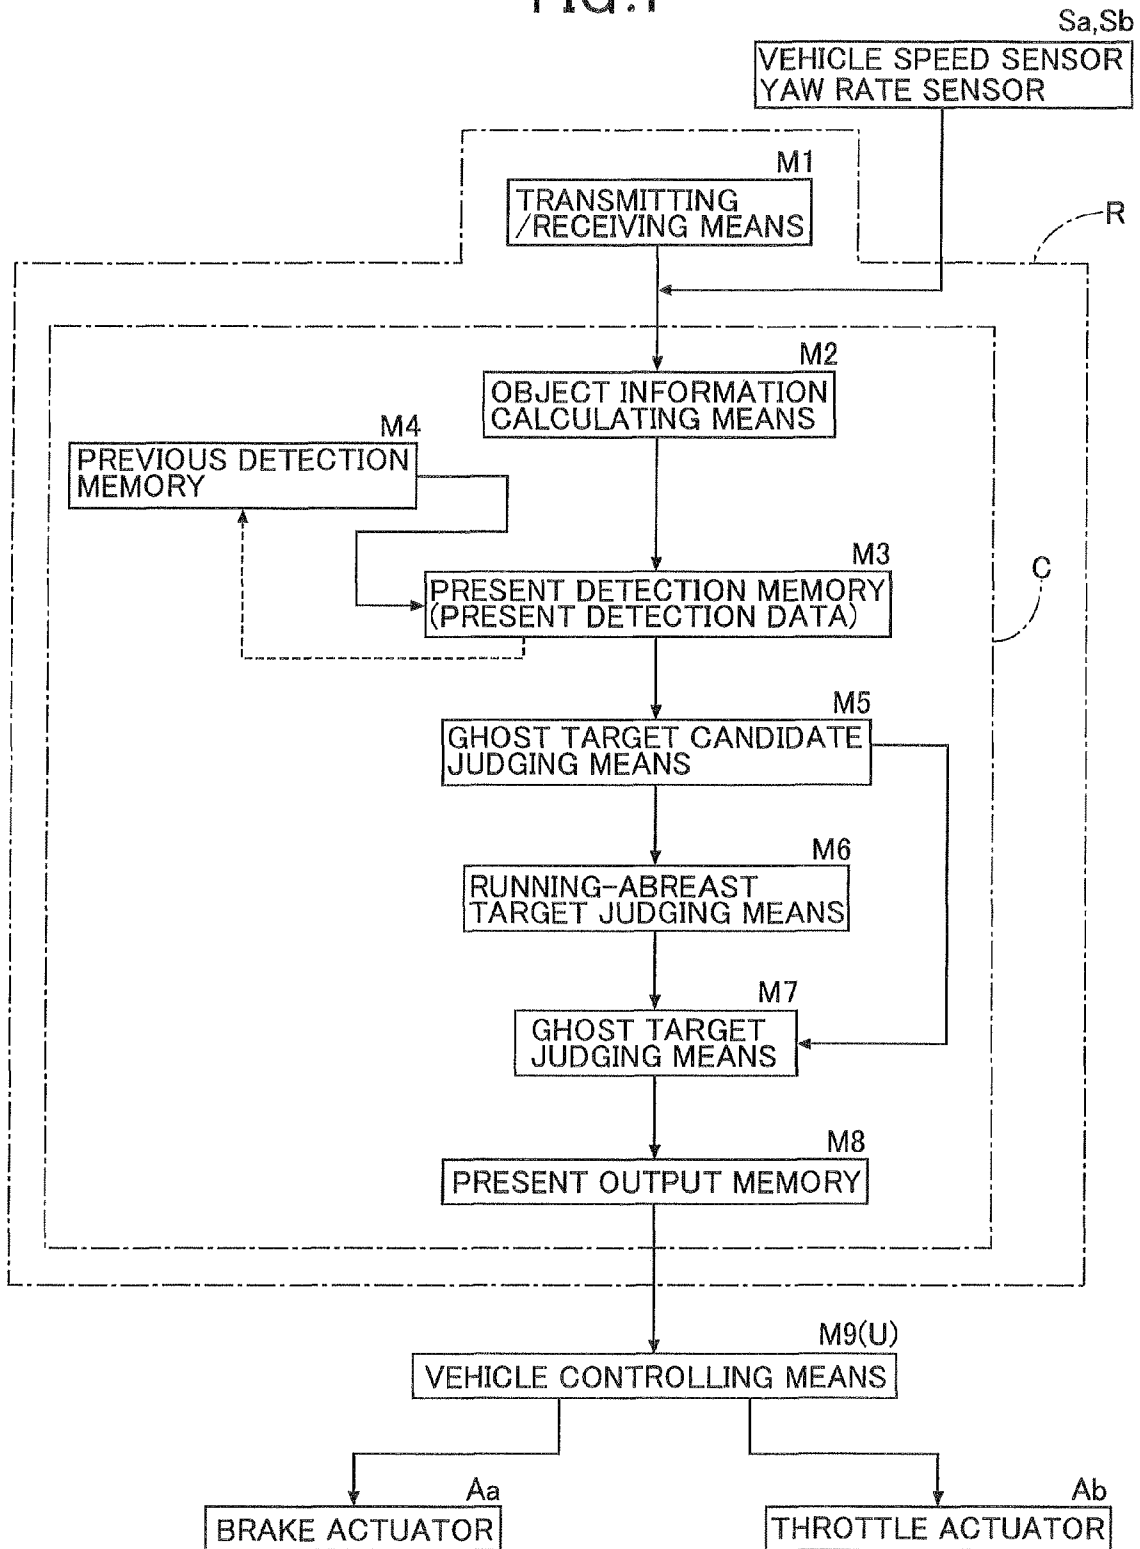 FIG.1
Sa,Sb
VEHICLE SPEED SENSOR
YAW RATE SENSOR
M1
TRANSMITTING
/RECEIVING MEANS
R
M2
OBJECT INFORMATION
CALCULATING MEANS
M4
PREVIOUS DETECTION
MEMORY
M3
PRESENT DETECTION MEMORY
(PRESENT DETECTION DATA)
C
M5
GHOST TARGET CANDIDATE
JUDGING MEANS
M6
RUNNING-ABREAST
TARGET JUDGING MEANS
M7
GHOST TARGET
JUDGING MEANS
M8
PRESENT OUTPUT MEMORY
M9(U)
VEHICLE CONTROLLING MEANS
Aa
BRAKE ACTUATOR
Ab
THROTTLE ACTUATOR